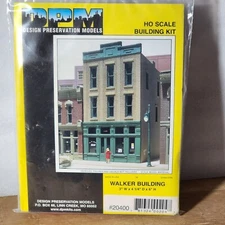 DPM
DESIGN PRESERVATION MODELS
HO SCALE
BUILDING KIT
WALKER BUILDING
DESIGN PRESERVATION MODELS
P.O. BOX 66, LINN CREEK, MO 65052
#20400